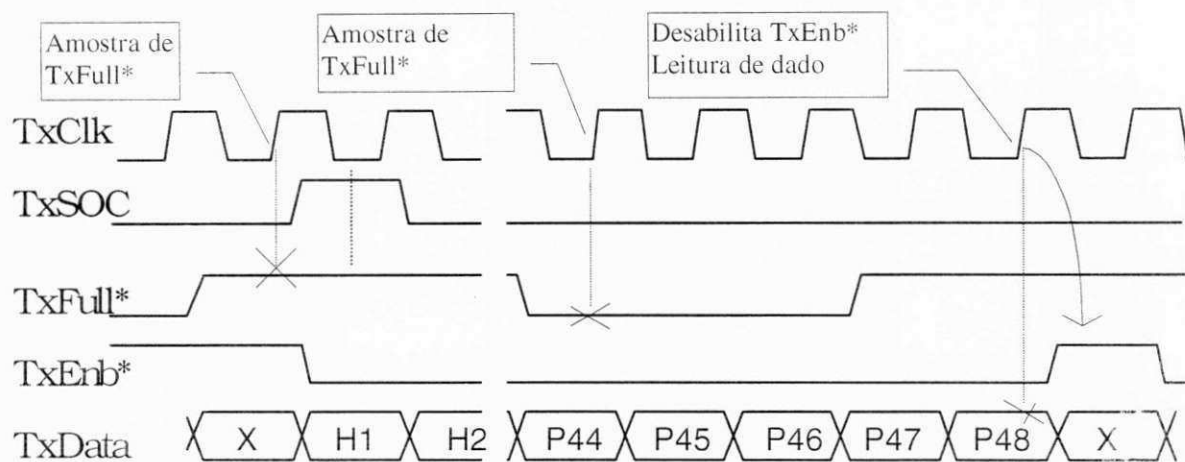 Amostra de
TxFull*
Amostra de
TxFull*
Desabilita TxEnb*
Leitura de dado
TxClk
TxSOC
TxFull*
TxEnb*
TxData
X H1 H2 P44 P45 P46 P47 P48 X